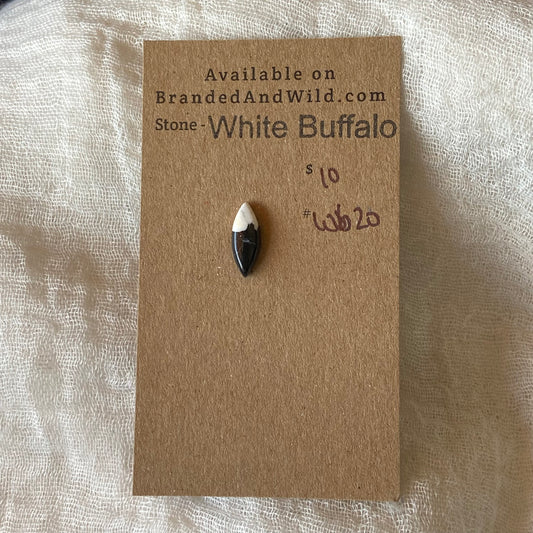 Available on
BrandedAndWild.com
Stone - White Buffalo
$ 10
# Wb20